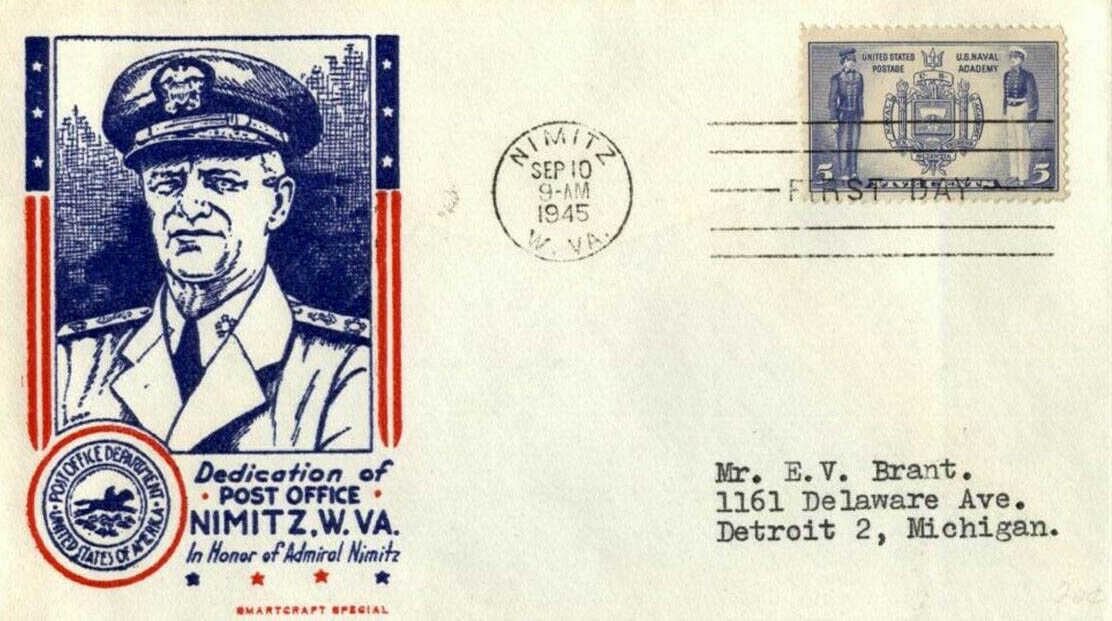 NIMITZ
SEP 10
9-AM
1945
W. VA.
UNITED STATES
POSTAGE
U.S. NAVAL
ACADEMY
5
5
FIRST DAY
POST OFFICE DEPARTMENT
UNITED STATES OF AMERICA
Dedication of
• POST OFFICE •
NIMITZ, W. VA.
In Honor of Admiral Nimitz
SMARTCRAFT SPECIAL
Mr. E.V. Brant.
1161 Delaware Ave.
Detroit 2, Michigan.